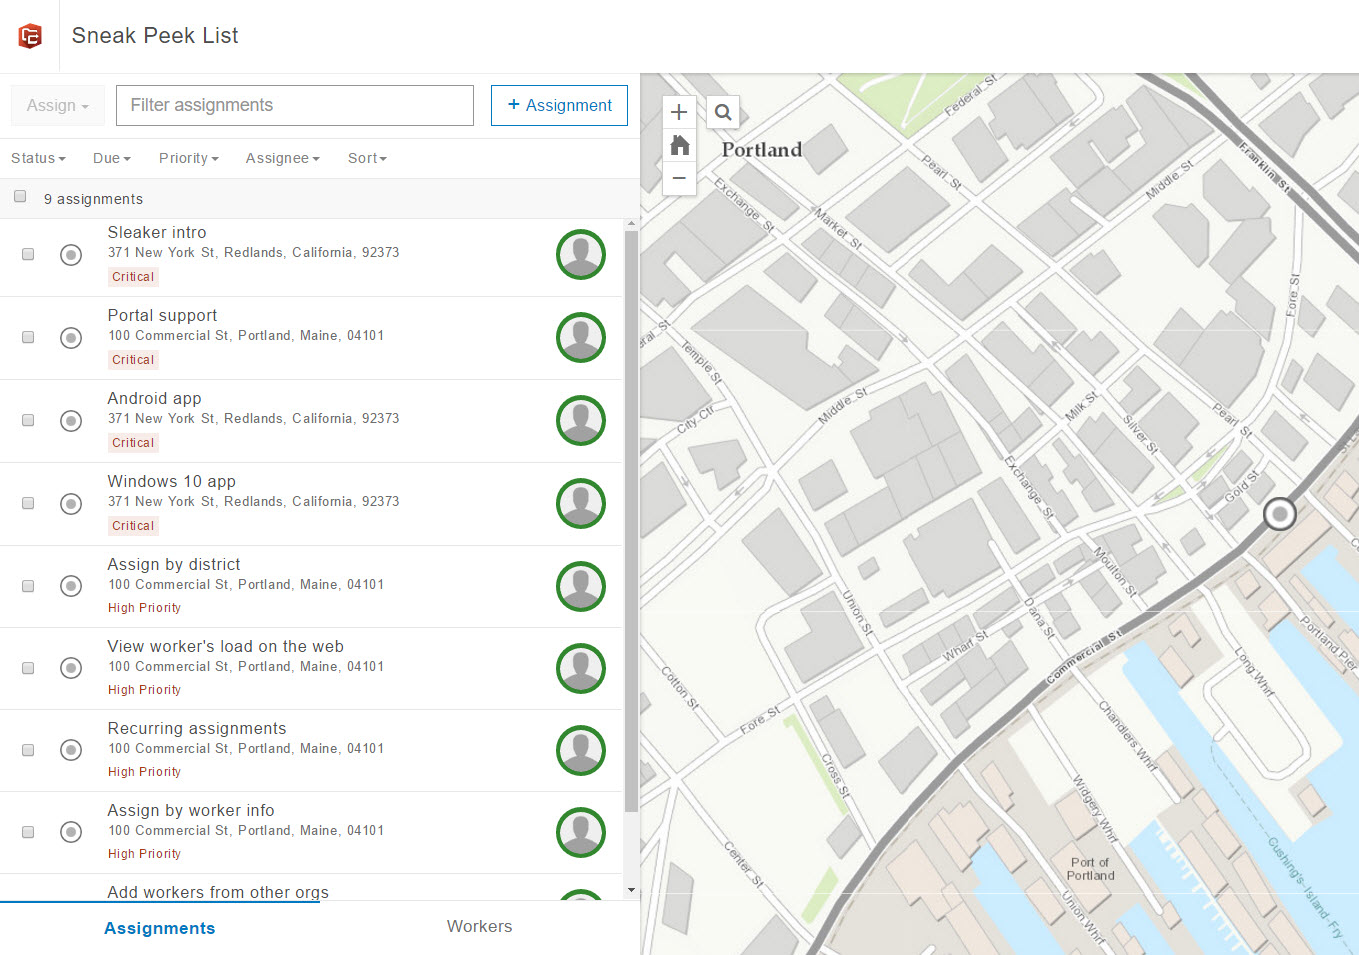 Sneak Peek List
Assign
Filter assignments
+ Assignment
Status
Due
Priority
Assignee
Sort
9 assignments
Sleaker intro
371 New York St, Redlands, California, 92373
Critical
Portal support
100 Commercial St, Portland, Maine, 04101
Critical
Android app
371 New York St, Redlands, California, 92373
Critical
Windows 10 app
371 New York St, Redlands, California, 92373
Critical
Assign by district
100 Commercial St, Portland, Maine, 04101
High Priority
View worker's load on the web
100 Commercial St, Portland, Maine, 04101
High Priority
Recurring assignments
100 Commercial St, Portland, Maine, 04101
High Priority
Assign by worker info
100 Commercial St, Portland, Maine, 04101
High Priority
Add workers from other orgs
Assignments
Workers
Portland
Federal St
Pearl St
Middle St
Franklin St
Exchange St
Market St
Fore St
eral St
Temple St
City Ctr
Middle St
Milk St
Silver St
Pearl St
Exchange St
Gold St
Moulton St
Union St
Dana St
Wharf St
Commercial St
Portland Pier
Long Whrf
Cotton St
Fore St
Cross St
Chandlers Whrf
Widgery Whrf
Center St
Port of
Portland
Union Whrf
Cushing's-Island-Fry